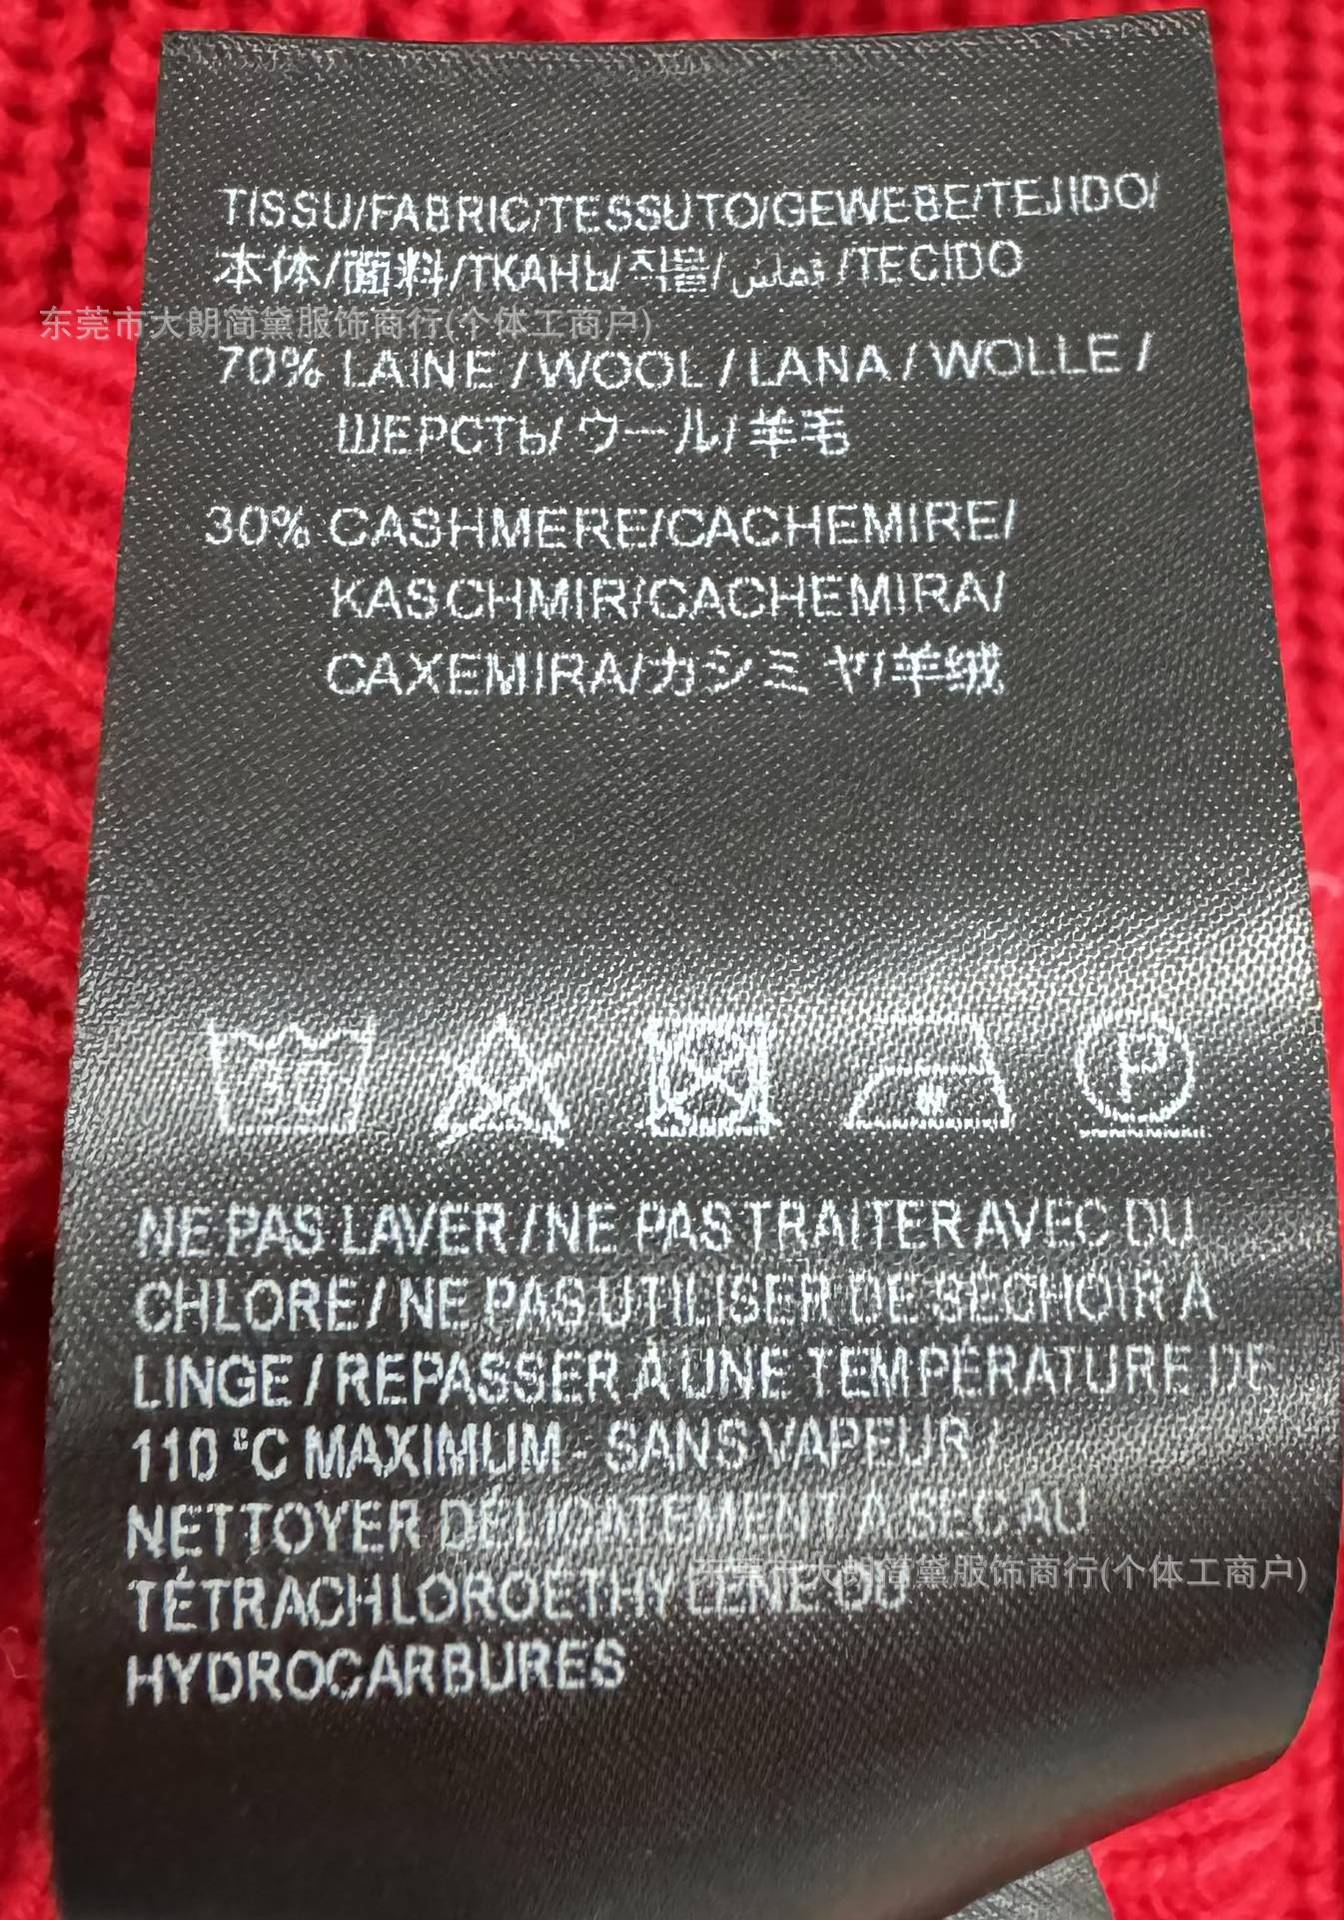 TISSU/FABRIC/TESSUTO/GEWEBE/TEJIDO/
本体/面料/ТКАНЬ/직물/قماش/TECIDO
东莞市大朗简黛服饰商行(个体工商户)
70% LAINE / WOOL / LANA / WOLLE /
ШЕРСТЬ/ ウール/ 羊毛
30% CASHMERE/CACHEMIRE/
KASCHMIR/CACHEMIRA/
CAXEMIRA/カシミヤ/羊绒
30
P
NE PAS LAVER / NE PAS TRAITER AVEC DU
CHLORE / NE PAS UTILISER DE SÉCHOIR À
LINGE / REPASSER À UNE TEMPÉRATURE DE
110 °C MAXIMUM - SANS VAPEUR /
NETTOYER DÉLICATEMENT À SEC AU
东莞市大朗简黛服饰商行(个体工商户)
TÉTRACHLOROÉTHYLÈNE OU
HYDROCARBURES